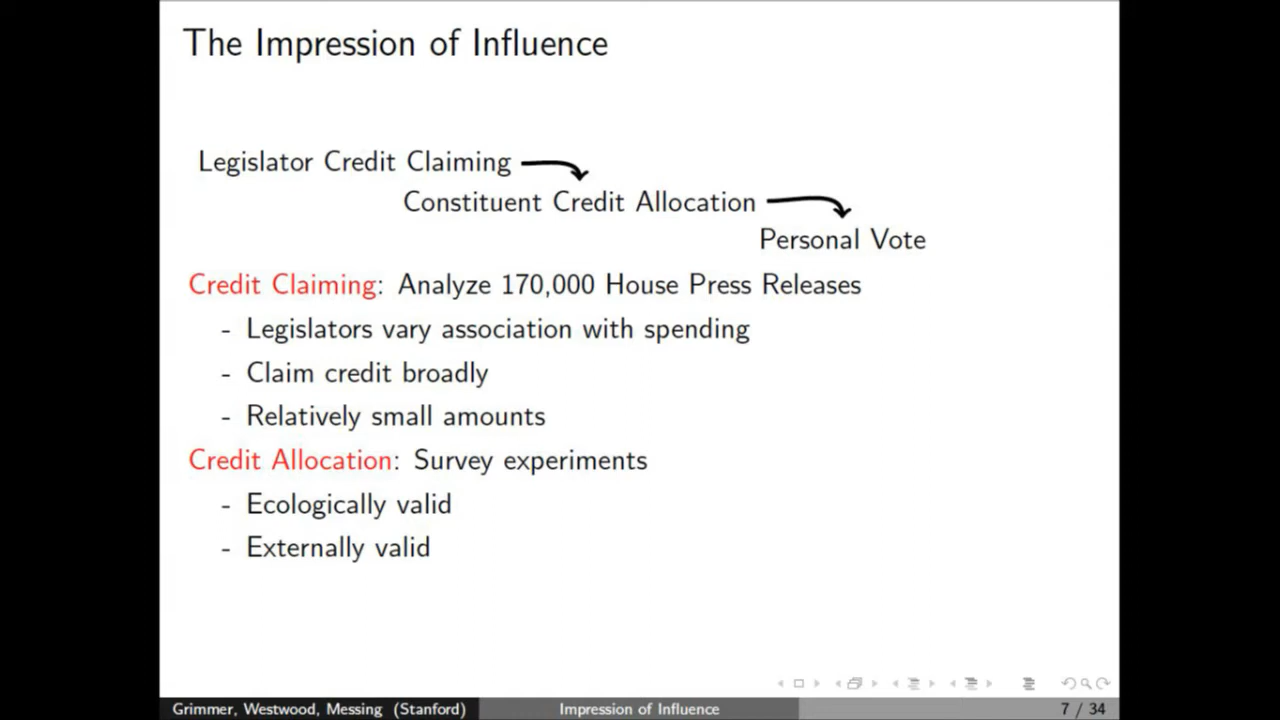 The Impression of Influence
Legislator Credit Claiming
Constituent Credit Allocation
Personal Vote
Credit Claiming: Analyze 170,000 House Press Releases
- Legislators vary association with spending
- Claim credit broadly
- Relatively small amounts
Credit Allocation: Survey experiments
- Ecologically valid
- Externally valid
Grimmer, Westwood, Messing (Stanford)
Impression of Influence
7 / 34